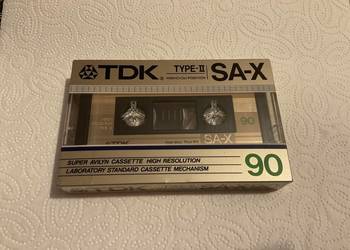 TDK TYPE-II SA-X
HIGH(CrO₂) POSITION
90
TDK SA-X
SUPER AVILYN CASSETTE HIGH RESOLUTION
LABORATORY STANDARD CASSETTE MECHANISM
90